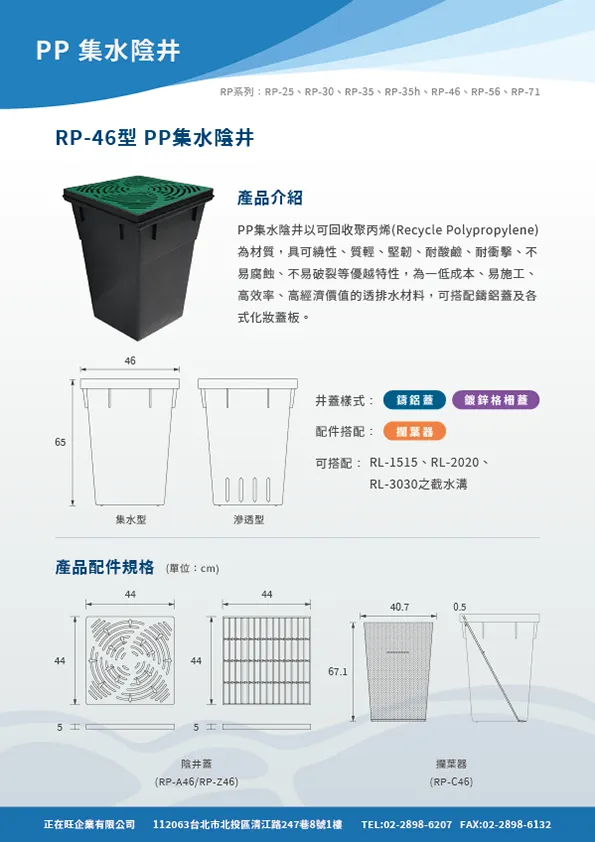 PP 集水陰井
RP系列：RP-25、RP-30、RP-35、RP-35h、RP-46、RP-56、RP-71
RP-46型 PP集水陰井
產品介紹
PP集水陰井以可回收聚丙烯(Recycle Polypropylene)
為材質，具可繞性、質輕、堅韌、耐酸鹼、耐衝擊、不
易腐蝕、不易破裂等優越特性，為一低成本、易施工、
高效率、高經濟價值的透排水材料，可搭配鑄鋁蓋及各
式化妝蓋板。
46
65
集水型
滲透型
井蓋樣式： 鑄鋁蓋 鍍鋅格柵蓋
配件搭配： 攔葉器
可搭配： RL-1515、RL-2020、
RL-3030之截水溝
產品配件規格 (單位：cm)
44
44
5
44
44
5
陰井蓋
(RP-A46/RP-Z46)
40.7
0.5
67.1
攔葉器
(RP-C46)
正在旺企業有限公司 112063台北市北投區清江路247巷8號1樓 TEL:02-2898-6207 FAX:02-2898-6132